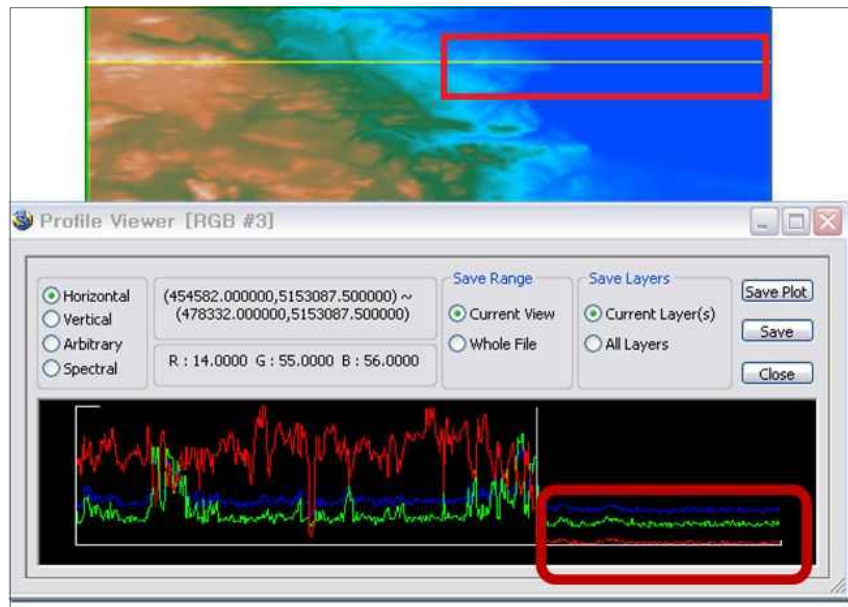 Profile Viewer [RGB #3]
Horizontal
Vertical
Arbitrary
Spectral
(454582.000000,5153087.500000) ~
(478332.000000,5153087.500000)
R : 14.0000 G : 55.0000 B : 56.0000
Save Range
Current View
Whole File
Save Layers
Current Layer(s)
All Layers
Save Plot
Save
Close